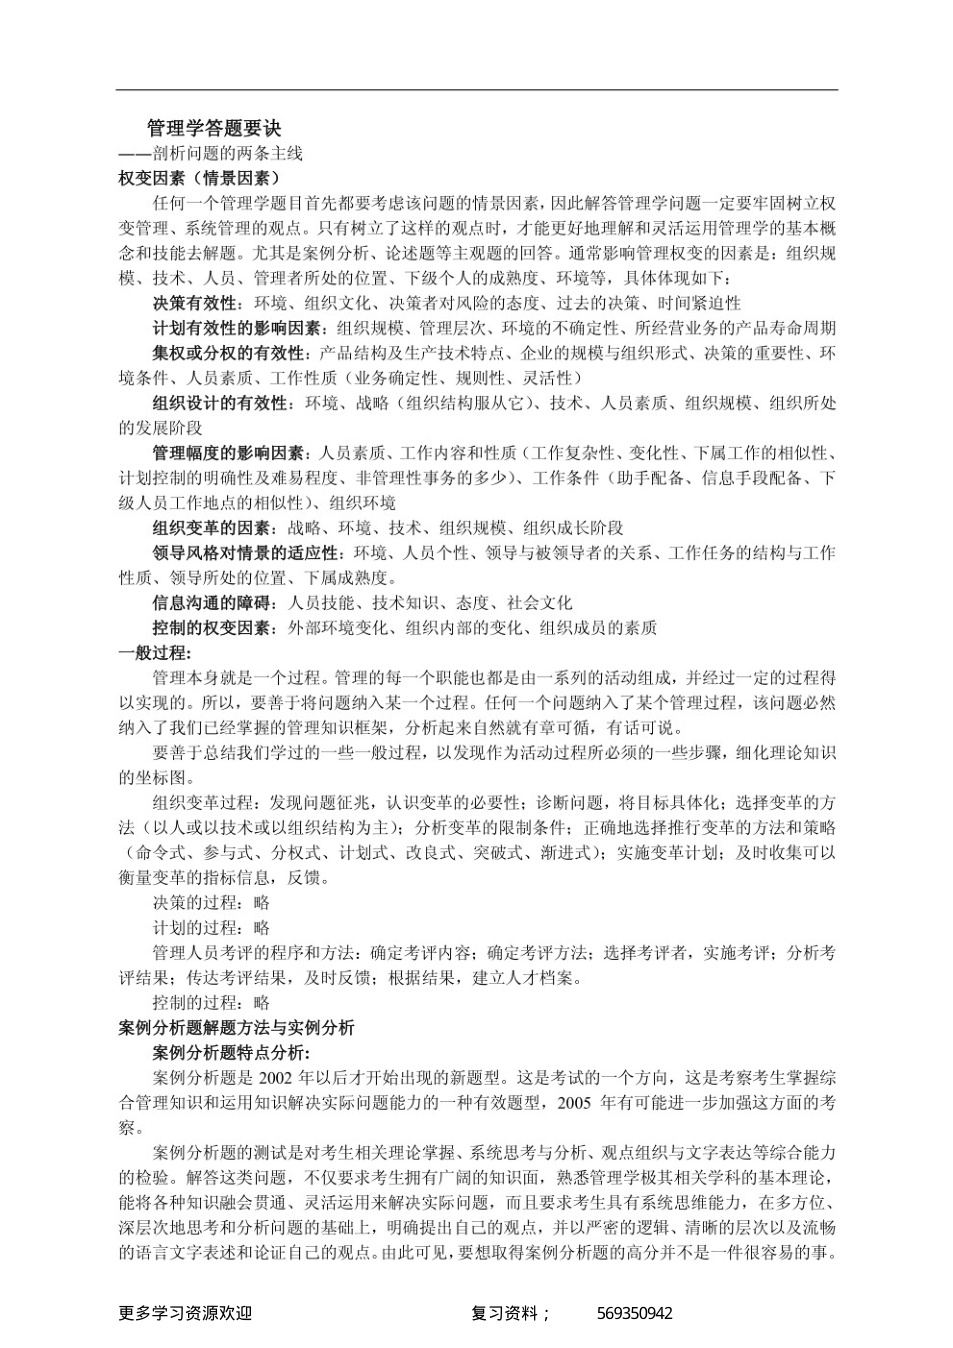 管理学答题要诀
——剖析问题的两条主线
权变因素（情景因素）
任何一个管理学题目首先都要考虑该问题的情景因素，因此解答管理学问题一定要牢固树立权
变管理、系统管理的观点。只有树立了这样的观点时，才能更好地理解和灵活运用管理学的基本概
念和技能去解题。尤其是案例分析、论述题等主观题的回答。通常影响管理权变的因素是：组织规
模、技术、人员、管理者所处的位置、下级个人的成熟度、环境等，具体体现如下：
决策有效性：环境、组织文化、决策者对风险的态度、过去的决策、时间紧迫性
计划有效性的影响因素：组织规模、管理层次、环境的不确定性、所经营业务的产品寿命周期
集权或分权的有效性：产品结构及生产技术特点、企业的规模与组织形式、决策的重要性、环
境条件、人员素质、工作性质（业务确定性、规则性、灵活性）
组织设计的有效性：环境、战略（组织结构服从它）、技术、人员素质、组织规模、组织所处
的发展阶段
管理幅度的影响因素：人员素质、工作内容和性质（工作复杂性、变化性、下属工作的相似性、
计划控制的明确性及难易程度、非管理性事务的多少）、工作条件（助手配备、信息手段配备、下
级人员工作地点的相似性）、组织环境
组织变革的因素：战略、环境、技术、组织规模、组织成长阶段
领导风格对情景的适应性：环境、人员个性、领导与被领导者的关系、工作任务的结构与工作
性质、领导所处的位置、下属成熟度。
信息沟通的障碍：人员技能、技术知识、态度、社会文化
控制的权变因素：外部环境变化、组织内部的变化、组织成员的素质
一般过程:
管理本身就是一个过程。管理的每一个职能也都是由一系列的活动组成，并经过一定的过程得
以实现的。所以，要善于将问题纳入某一个过程。任何一个问题纳入了某个管理过程，该问题必然
纳入了我们已经掌握的管理知识框架，分析起来自然就有章可循，有话可说。
要善于总结我们学过的一些一般过程，以发现作为活动过程所必须的一些步骤，细化理论知识
的坐标图。
组织变革过程：发现问题征兆，认识变革的必要性；诊断问题，将目标具体化；选择变革的方
法（以人或以技术或以组织结构为主）；分析变革的限制条件；正确地选择推行变革的方法和策略
（命令式、参与式、分权式、计划式、改良式、突破式、渐进式）；实施变革计划；及时收集可以
衡量变革的指标信息，反馈。
决策的过程：略
计划的过程：略
管理人员考评的程序和方法：确定考评内容；确定考评方法；选择考评者，实施考评；分析考
评结果；传达考评结果，及时反馈；根据结果，建立人才档案。
控制的过程：略
案例分析题解题方法与实例分析
案例分析题特点分析:
案例分析题是 2002 年以后才开始出现的新题型。这是考试的一个方向，这是考察考生掌握综
合管理知识和运用知识解决实际问题能力的一种有效题型，2005 年有可能进一步加强这方面的考
察。
案例分析题的测试是对考生相关理论掌握、系统思考与分析、观点组织与文字表达等综合能力
的检验。解答这类问题，不仅要求考生拥有广阔的知识面，熟悉管理学极其相关学科的基本理论，
能将各种知识融会贯通、灵活运用来解决实际问题，而且要求考生具有系统思维能力，在多方位、
深层次地思考和分析问题的基础上，明确提出自己的观点，并以严密的逻辑、清晰的层次以及流畅
的语言文字表述和论证自己的观点。由此可见，要想取得案例分析题的高分并不是一件很容易的事。
更多学习资源欢迎 复习资料； 569350942